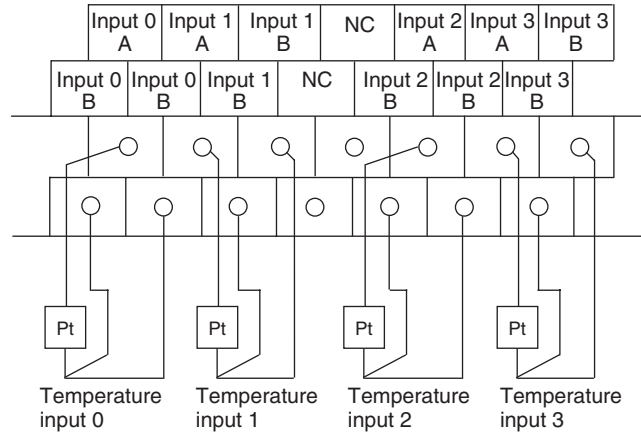 Input 0 Input 1 Input 1 NC Input 2 Input 3 Input 3
A A B A A B
Input 0 Input 0 Input 1 NC Input 2 Input 2 Input 3
B B B B B B
Pt Pt Pt Pt
Temperature Temperature Temperature Temperature
input 0 input 1 input 2 input 3